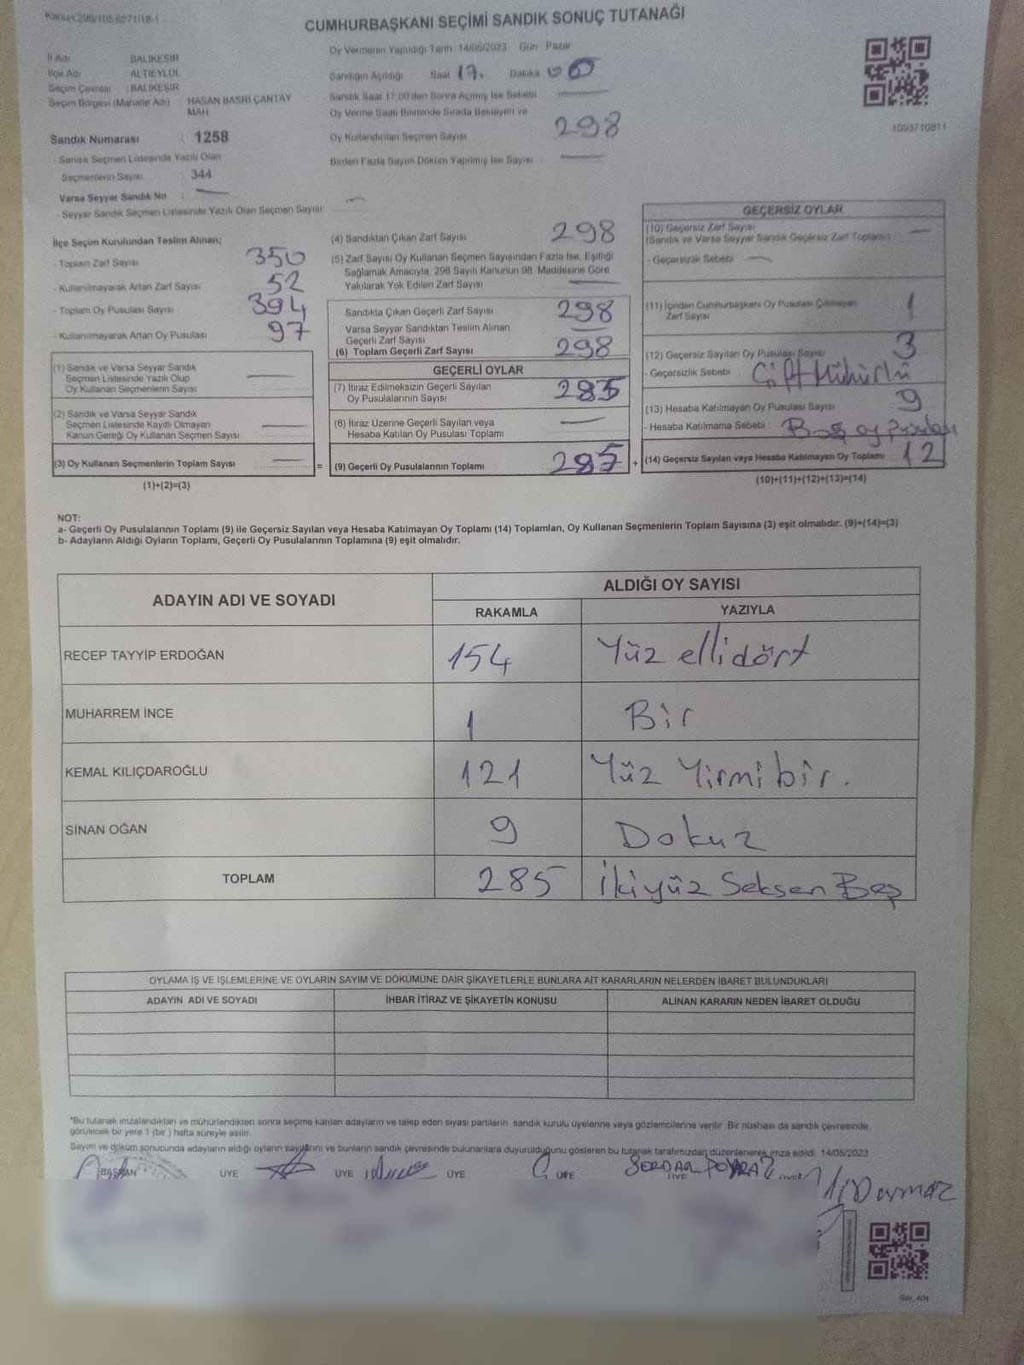 CUMHURBAŞKANI SEÇİMİ SANDIK SONUÇ TUTANAĞI
İl Adı : BALIKESİR
İlçe Adı : ALTIEYLÜL
Seçim Çevresi : BALIKESİR
Seçim Bölgesi (Mahalle Adı) : HASAN BASRİ ÇANTAY MAH.
Sandık Numarası : 1258
- Sandık Seçmen Listesinde Yazılı Olan
Seçmenlerin Sayısı : 344
Varsa Seyyar Sandık No : —
- Seyyar Sandık Seçmen Listesinde Yazılı Olan Seçmen Sayısı: —
Oy Vermenin Yapıldığı Tarih: 14/05/2023 Gün: Pazar
Sandığın Açıldığı Saat 17. Dakika 00
Sandık Saat 17:00'den Sonra Açılmış İse Sebebi —
Oy Verme Saati Bitiminde Sırada Bekleyen ve
Oy Kullandırılan Seçmen Sayısı 298
Birden Fazla Sayım Döküm Yapılmış İse Sayısı —
1093710811
İlçe Seçim Kurulundan Teslim Alınan;
- Toplam Zarf Sayısı 350
- Kullanılmayarak Artan Zarf Sayısı 52
- Toplam Oy Pusulası Sayısı 394
- Kullanılmayarak Artan Oy Pusulası 97
(1) Sandık ve Varsa Seyyar Sandık
Seçmen Listesinde Yazılı Olup
Oy Kullanan Seçmenlerin Sayısı —
(2) Sandık ve Varsa Seyyar Sandık
Seçmen Listesinde Kaydı Olmayan
Kanun Gereği Oy Kullanan Seçmen Sayısı —
(3) Oy Kullanan Seçmenlerin Toplam Sayısı — =
(1)+(2)=(3)
(4) Sandıktan Çıkan Zarf Sayısı 298
(5) Zarf Sayısı Oy Kullanan Seçmen Sayısından Fazla İse, Eşitliği
Sağlamak Amacıyla, 298 Sayılı Kanunun 98. Maddesine Göre
Yakılarak Yok Edilen Zarf Sayısı —
Sandıkta Çıkan Geçerli Zarf Sayısı 298
Varsa Seyyar Sandıktan Teslim Alınan
Geçerli Zarf Sayısı —
(6) Toplam Geçerli Zarf Sayısı 298
GEÇERLİ OYLAR
(7) İtiraz Edilmeksizin Geçerli Sayılan
Oy Pusulalarının Sayısı 285
(8) İtiraz Üzerine Geçerli Sayılan veya
Hesaba Katılan Oy Pusulası Toplamı —
(9) Geçerli Oy Pusulalarının Toplamı 285 +
GEÇERSİZ OYLAR
(10) Geçersiz Zarf Sayısı
(Sandık ve Varsa Seyyar Sandık Geçersiz Zarf Toplamı) —
- Geçersizlik Sebebi : —
(11) İçinden Cumhurbaşkanı Oy Pusulası Çıkmayan
Zarf Sayısı 1
(12) Geçersiz Sayılan Oy Pusulası Sayısı 3
- Geçersizlik Sebebi : Çift Mühürlü
(13) Hesaba Katılmayan Oy Pusulası Sayısı 9
- Hesaba Katılmama Sebebi : Boş oy pusulası
(14) Geçersiz Sayılan veya Hesaba Katılmayan Oy Toplamı 12
(10)+(11)+(12)+(13)=(14)
NOT:
a- Geçerli Oy Pusulalarının Toplamı (9) ile Geçersiz Sayılan veya Hesaba Katılmayan Oy Toplamı (14) Toplamları, Oy Kullanan Seçmenlerin Toplam Sayısına (3) eşit olmalıdır. (9)+(14)=(3)
b- Adayların Aldığı Oyların Toplamı, Geçerli Oy Pusulalarının Toplamına (9) eşit olmalıdır.
ADAYIN ADI VE SOYADI ALDIĞI OY SAYISI
RAKAMLA YAZIYLA
RECEP TAYYİP ERDOĞAN 154 Yüz ellidört
MUHARREM İNCE 1 Bir
KEMAL KILIÇDAROĞLU 121 Yüz Yirmi bir.
SİNAN OĞAN 9 Dokuz
TOPLAM 285 İkiyüz Seksen Beş
OYLAMA İŞ VE İŞLEMLERİNE VE OYLARIN SAYIM VE DÖKÜMÜNE DAİR ŞİKAYETLERLE BUNLARA AİT KARARLARIN NELERDEN İBARET BULUNDUKLARI
ADAYIN ADI VE SOYADI İHBAR İTİRAZ VE ŞİKAYETİN KONUSU ALINAN KARARIN NEDEN İBARET OLDUĞU
*Bu tutanak imzalandıktan ve mühürlendikten sonra seçime katılan adayların ve talep eden siyasi partilerin sandık kurulu üyelerine veya gözlemcilerine verilir. Bir nüshası da sandık çevresinde
görülecek bir yere 1 (bir) hafta süreyle asılır.
Sayım ve döküm sonucunda adayların aldığı oyların sayılarını ve bunların sandık çevresinde bulunanlara duyurulduğunu gösteren bu tutanak tarafımızdan düzenlenerek imza edildi. 14/05/2023
BAŞKAN ÜYE ÜYE ÜYE ÜYE SERDAR POYRAZ ÜYE